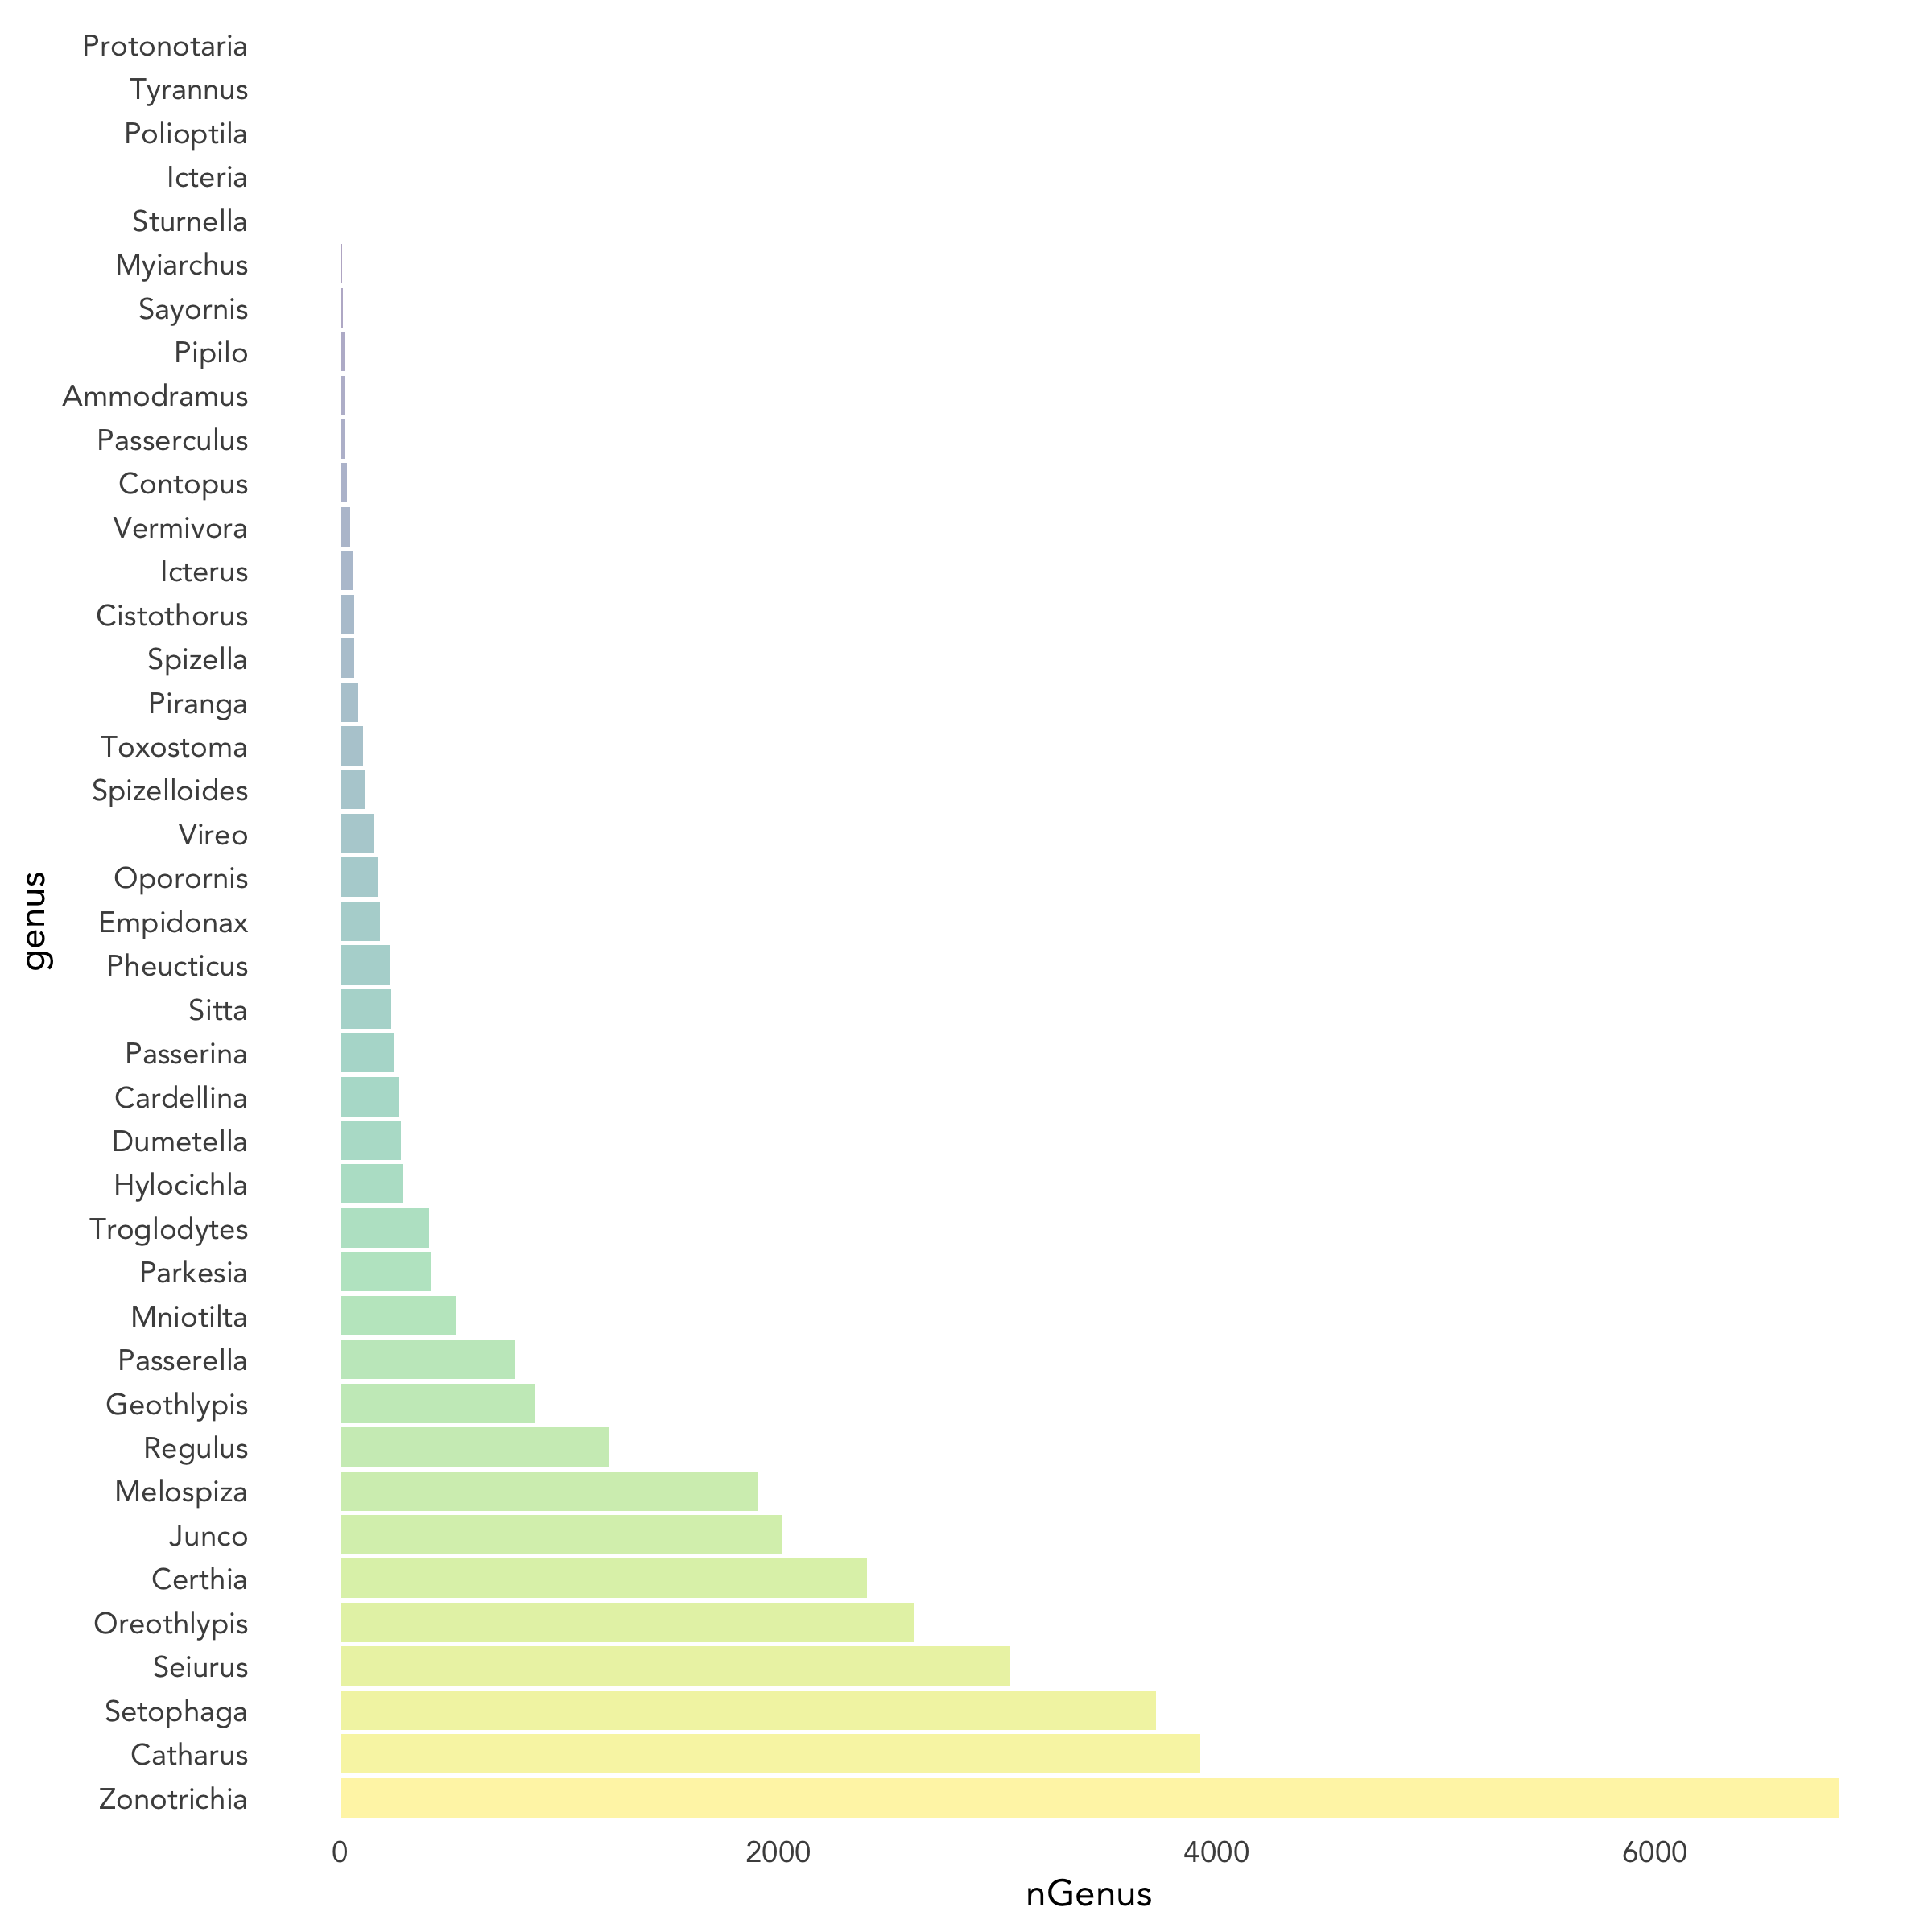 Protonotaria
Tyrannus
Polioptila
Icteria
Sturnella
Myiarchus
Sayornis
Pipilo
Ammodramus
Passerculus
Contopus
Vermivora
Icterus
Cistothorus
Spizella
Piranga
Toxostoma
Spizelloides
Vireo
Oporornis
Empidonax
Pheucticus
Sitta
Passerina
Cardellina
Dumetella
Hylocichla
Troglodytes
Parkesia
Mniotilta
Passerella
Geothlypis
Regulus
Melospiza
Junco
Certhia
Oreothlypis
Seiurus
Setophaga
Catharus
Zonotrichia
genus
0 2000 4000 6000
nGenus